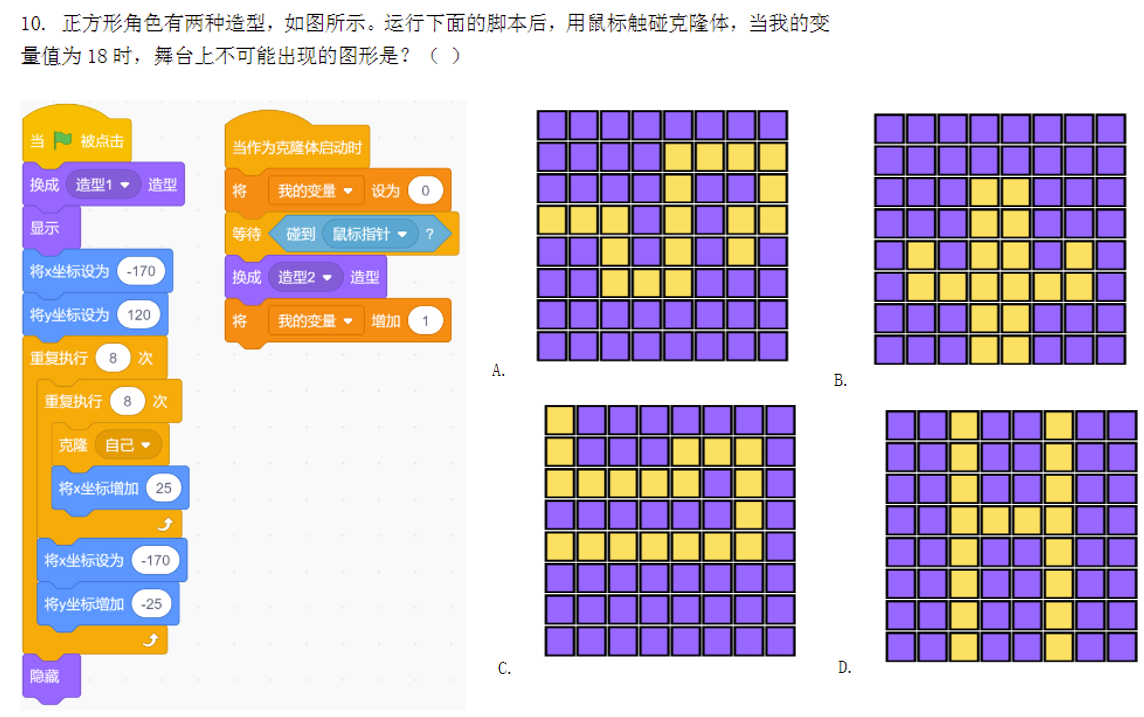 10. 正方形角色有两种造型，如图所示。运行下面的脚本后，用鼠标触碰克隆体，当我的变
量值为 18 时，舞台上不可能出现的图形是？（ ）
当 被点击
换成 造型1 造型
显示
将x坐标设为 -170
将y坐标设为 120
重复执行 8 次
重复执行 8 次
克隆 自己
将x坐标增加 25
将x坐标设为 -170
将y坐标增加 -25
隐藏
当作为克隆体启动时
将 我的变量 设为 0
等待 碰到 鼠标指针 ?
换成 造型2 造型
将 我的变量 增加 1
A.
B.
C.
D.